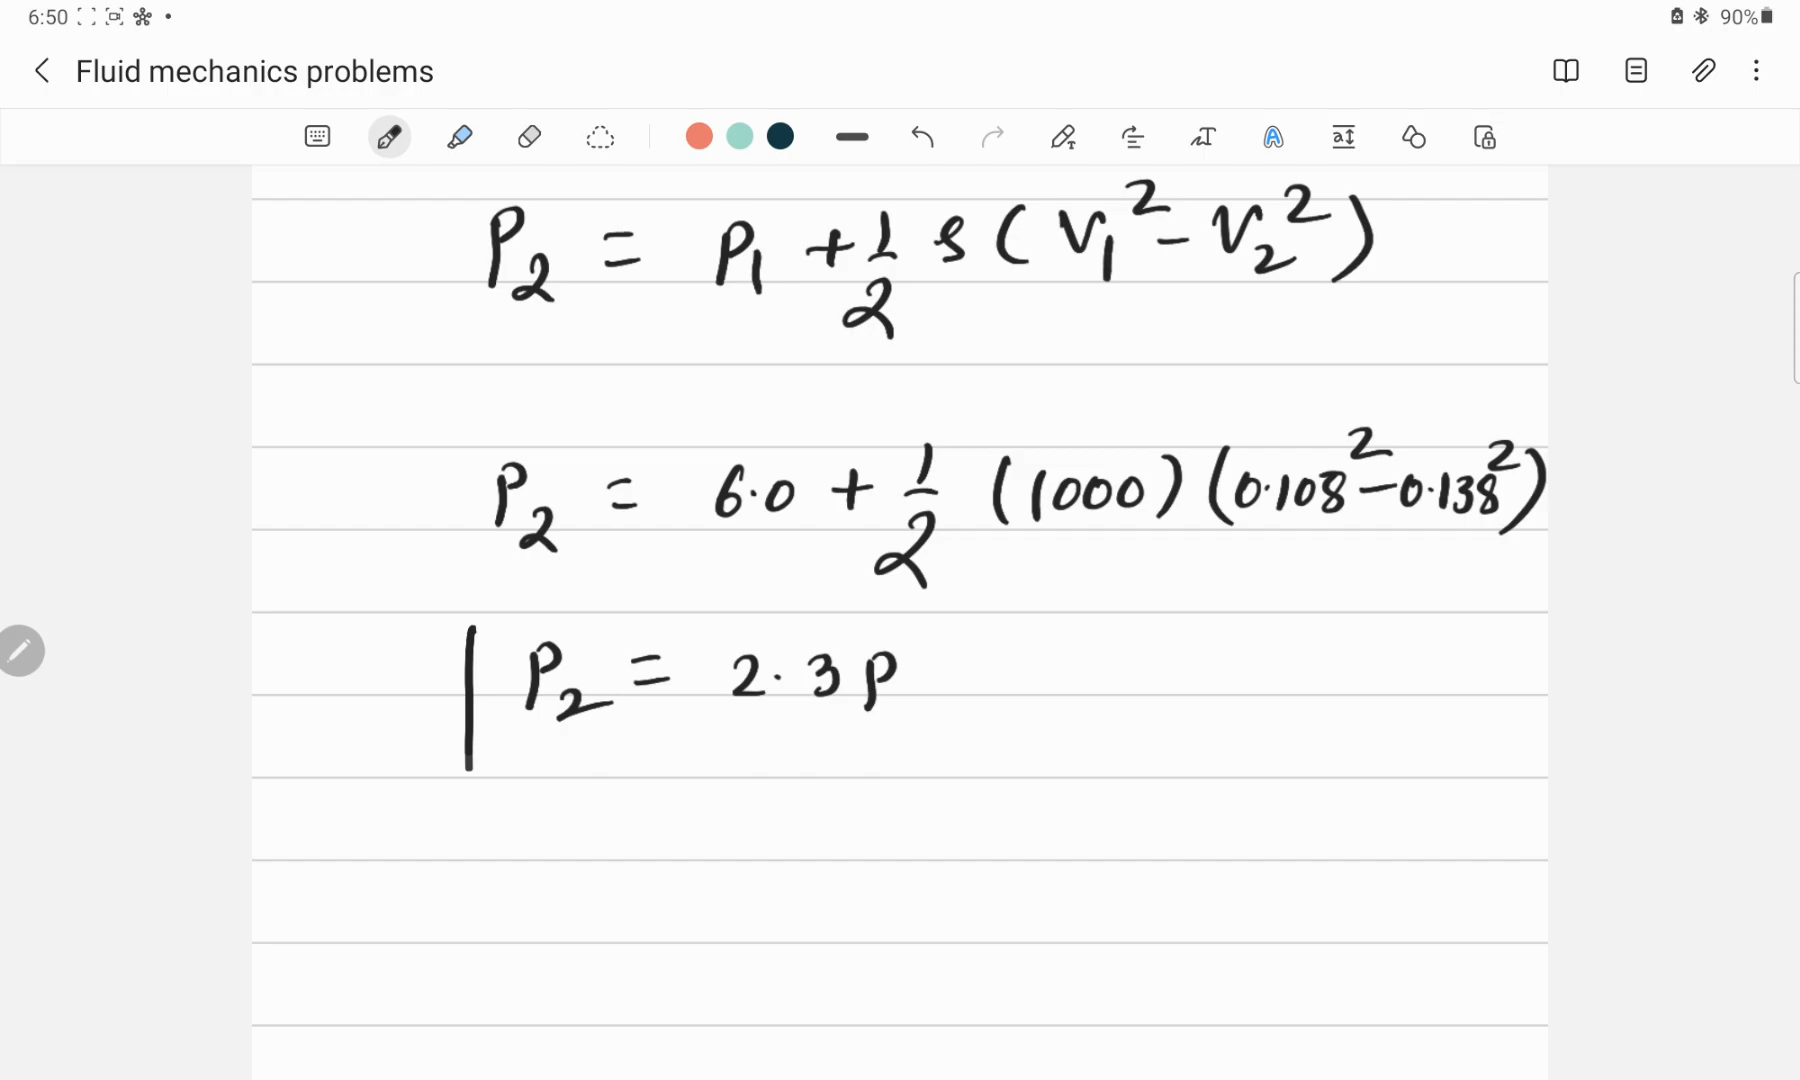 6:50 90%
Fluid mechanics problems
P₂ = P₁ + 1/2 s (V₁² - V₂²)
P₂ = 6.0 + 1/2 (1000) (0.108² - 0.138²)
P₂ = 2.3 P